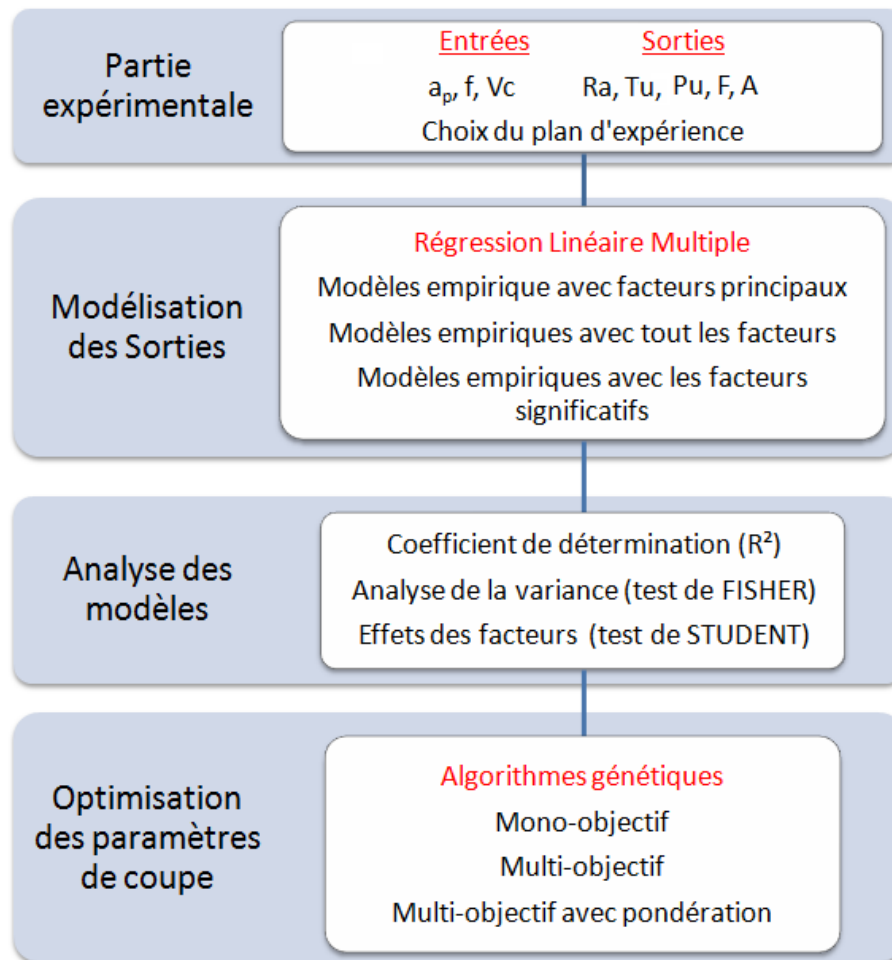 Partie
expérimentale
Entrées Sorties
ap, f, Vc Ra, Tu, Pu, F, A
Choix du plan d'expérience
Modélisation
des Sorties
Régression Linéaire Multiple
Modèles empirique avec facteurs principaux
Modèles empiriques avec tout les facteurs
Modèles empiriques avec les facteurs
significatifs
Analyse des
modèles
Coefficient de détermination (R²)
Analyse de la variance (test de FISHER)
Effets des facteurs (test de STUDENT)
Optimisation
des paramètres
de coupe
Algorithmes génétiques
Mono-objectif
Multi-objectif
Multi-objectif avec pondération